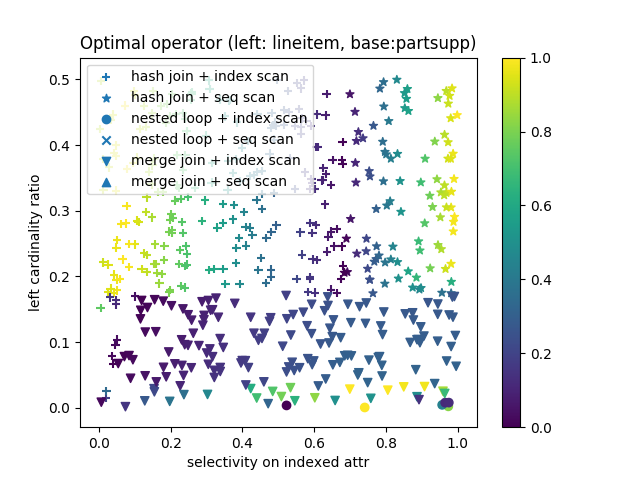 Optimal operator (left: lineitem, base:partsupp)
hash join + index scan
hash join + seq scan
nested loop + index scan
nested loop + seq scan
merge join + index scan
merge join + seq scan
left cardinality ratio
0.5
0.4
0.3
0.2
0.1
0.0
0.0 0.2 0.4 0.6 0.8 1.0
selectivity on indexed attr
1.0
0.8
0.6
0.4
0.2
0.0